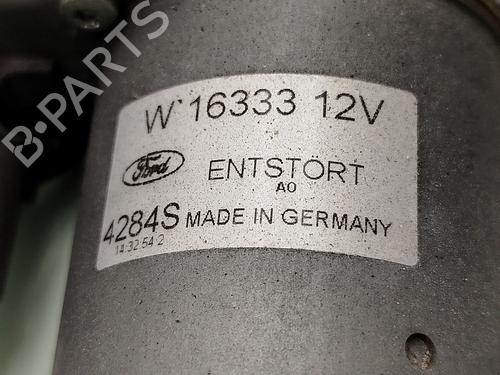 B-PARTS
W 16333 12V
Ford
ENTSTÖRT
A0
4284S MADE IN GERMANY
14 32 54 2